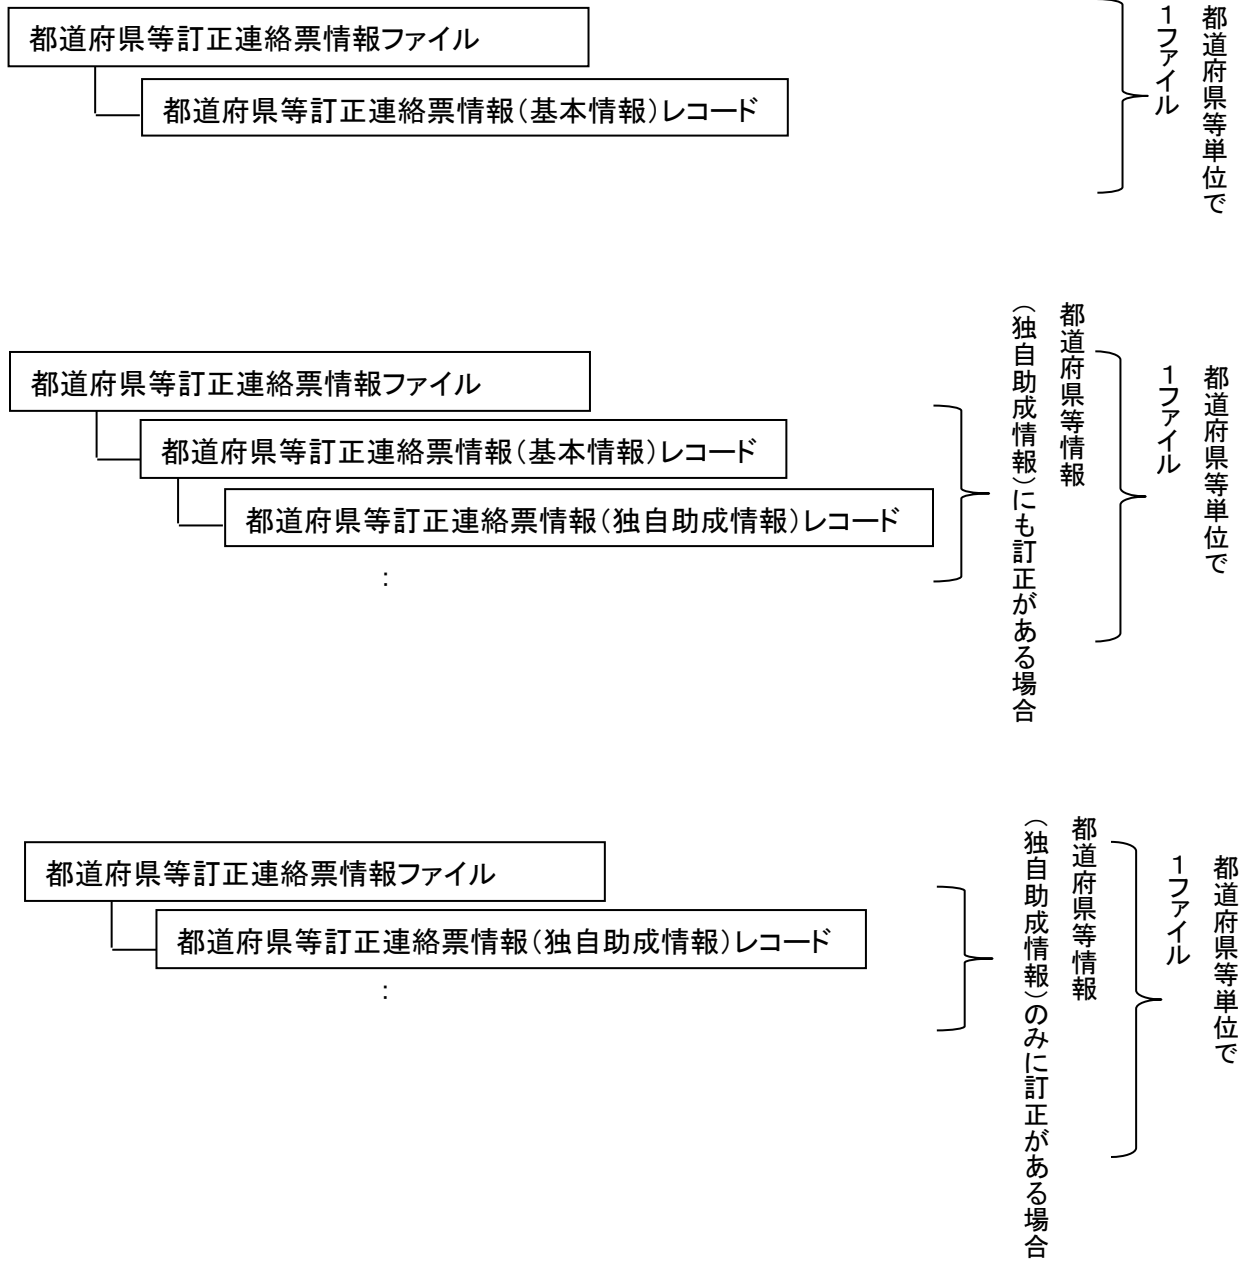 都道府県等訂正連絡票情報ファイル
都道府県等訂正連絡票情報（基本情報）レコード
都道府県等単位で
１ファイル
都道府県等訂正連絡票情報ファイル
都道府県等訂正連絡票情報（基本情報）レコード
都道府県等訂正連絡票情報（独自助成情報）レコード
：
都道府県等情報
（独自助成情報）にも訂正がある場合
都道府県等単位で
１ファイル
都道府県等訂正連絡票情報ファイル
都道府県等訂正連絡票情報（独自助成情報）レコード
：
都道府県等情報
（独自助成情報）のみに訂正がある場合
都道府県等単位で
１ファイル